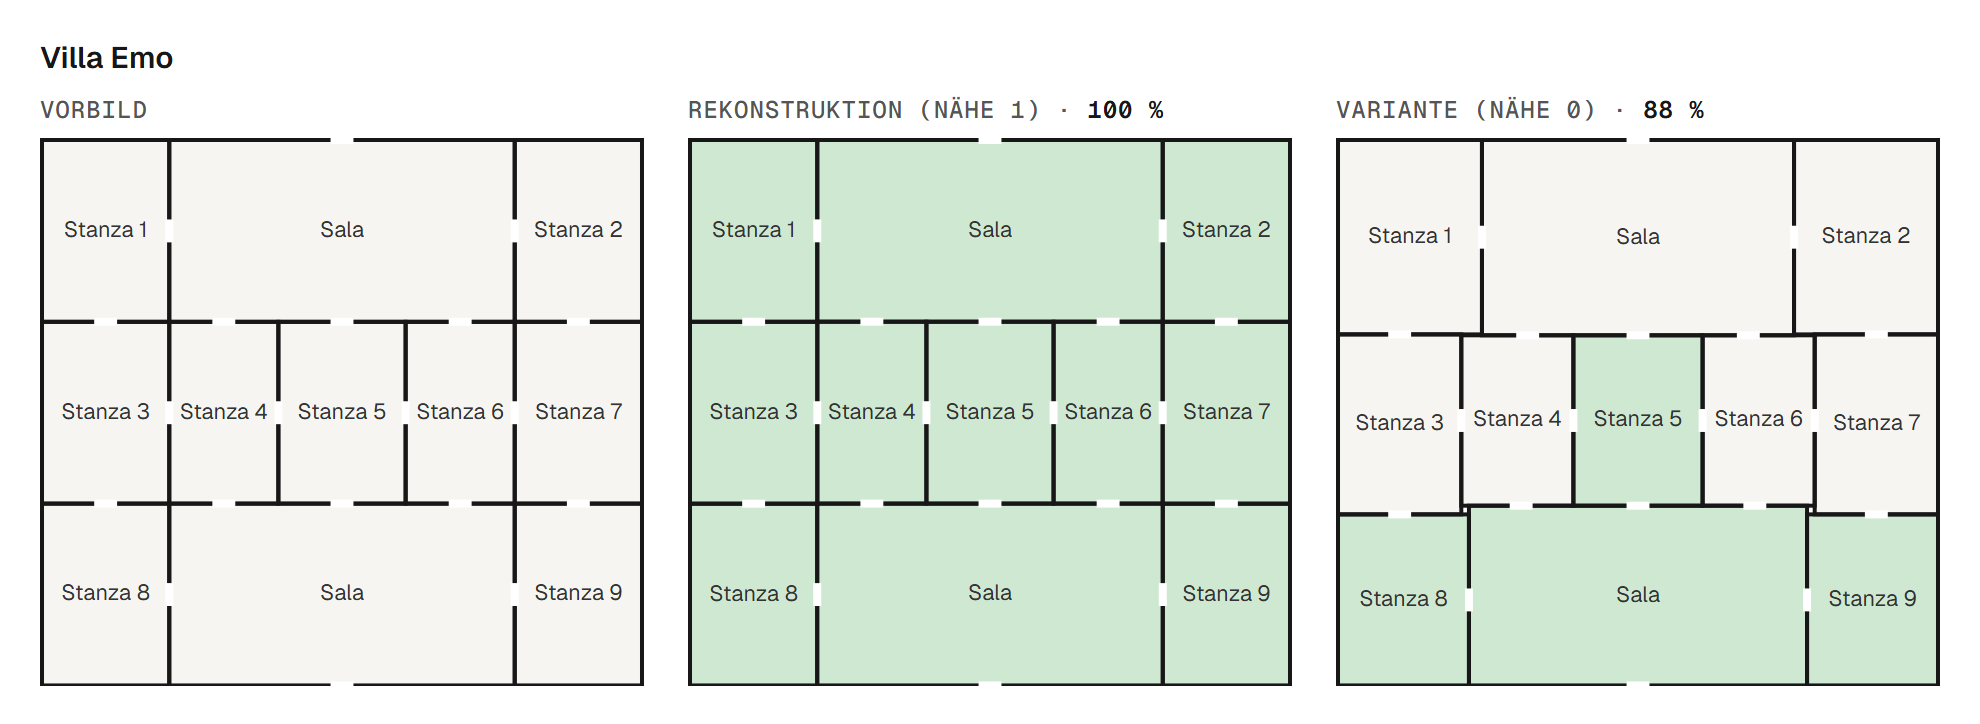 Villa Emo
VORBILD
Stanza 1 Sala Stanza 2
Stanza 3 Stanza 4 Stanza 5 Stanza 6 Stanza 7
Stanza 8 Sala Stanza 9
REKONSTRUKTION (NÄHE 1) · 100 %
Stanza 1 Sala Stanza 2
Stanza 3 Stanza 4 Stanza 5 Stanza 6 Stanza 7
Stanza 8 Sala Stanza 9
VARIANTE (NÄHE 0) · 88 %
Stanza 1 Sala Stanza 2
Stanza 3 Stanza 4 Stanza 5 Stanza 6 Stanza 7
Stanza 8 Sala Stanza 9